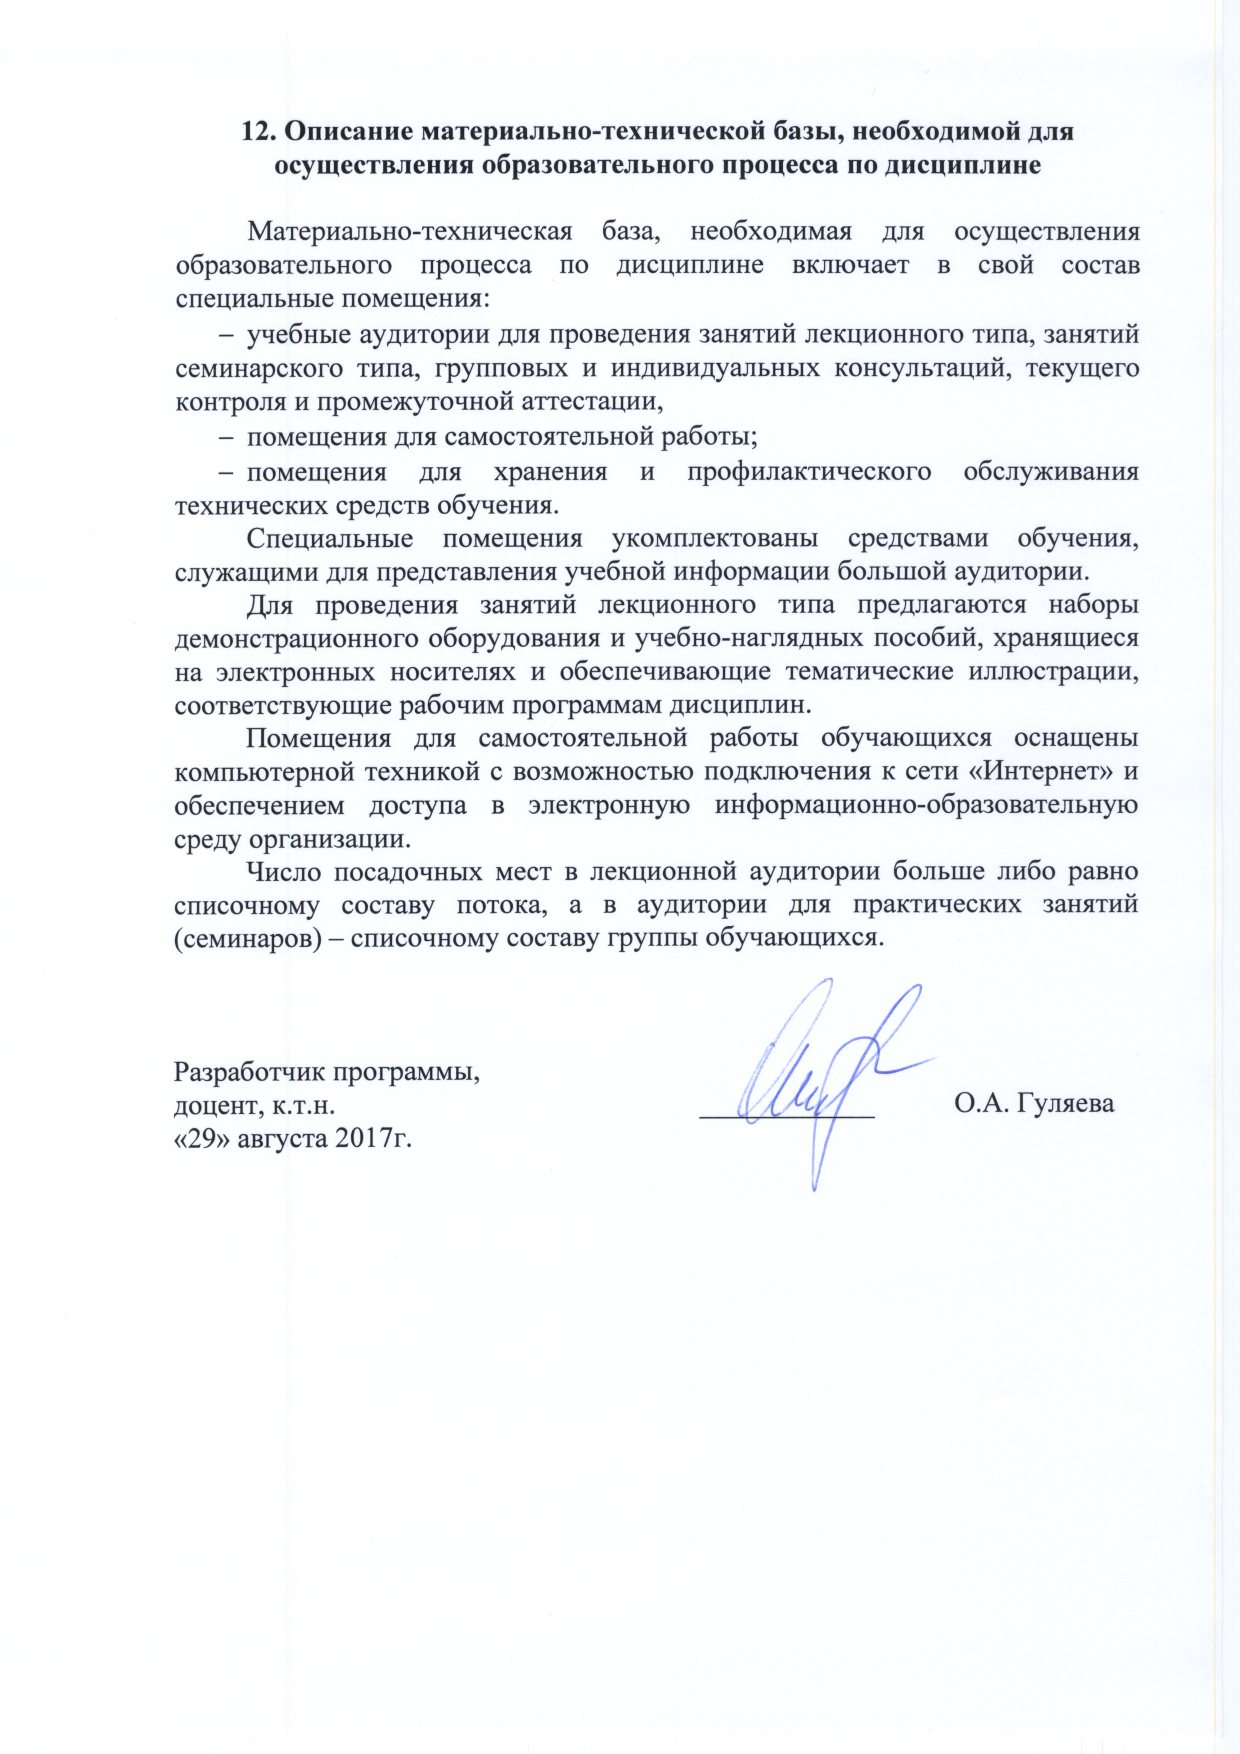 12. Описание материально-технической базы, необходимой для
осуществления образовательного процесса по дисциплине
Материально-техническая база, необходимая для осуществления
образовательного процесса по дисциплине включает в свой состав
специальные помещения:
– учебные аудитории для проведения занятий лекционного типа, занятий
семинарского типа, групповых и индивидуальных консультаций, текущего
контроля и промежуточной аттестации,
– помещения для самостоятельной работы;
– помещения для хранения и профилактического обслуживания
технических средств обучения.
Специальные помещения укомплектованы средствами обучения,
служащими для представления учебной информации большой аудитории.
Для проведения занятий лекционного типа предлагаются наборы
демонстрационного оборудования и учебно-наглядных пособий, хранящиеся
на электронных носителях и обеспечивающие тематические иллюстрации,
соответствующие рабочим программам дисциплин.
Помещения для самостоятельной работы обучающихся оснащены
компьютерной техникой с возможностью подключения к сети «Интернет» и
обеспечением доступа в электронную информационно-образовательную
среду организации.
Число посадочных мест в лекционной аудитории больше либо равно
списочному составу потока, а в аудитории для практических занятий
(семинаров) – списочному составу группы обучающихся.
Разработчик программы,
доцент, к.т.н. О.А. Гуляева
«29» августа 2017г.